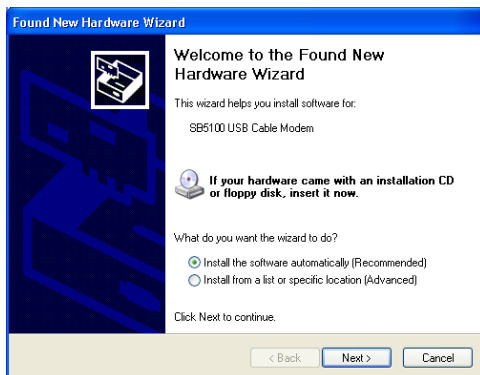 Found New Hardware Wizard
Welcome to the Found New
Hardware Wizard
This wizard helps you install software for:
SB5100 USB Cable Modem
If your hardware came with an installation CD
or floppy disk, insert it now.
What do you want the wizard to do?
Install the software automatically (Recommended)
Install from a list or specific location (Advanced)
Click Next to continue.
< Back
Next >
Cancel